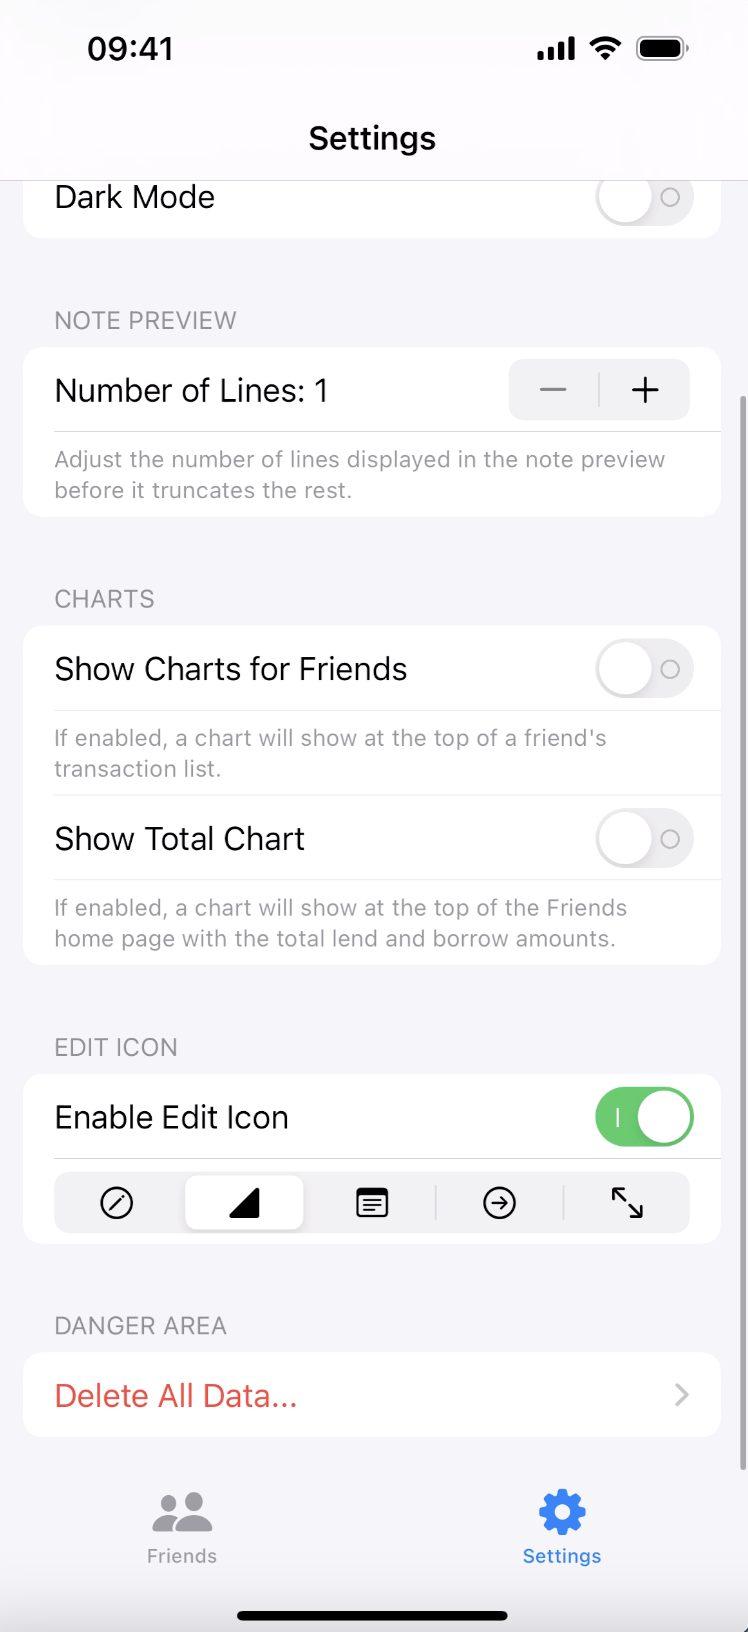 09:41
Settings
Dark Mode
NOTE PREVIEW
Number of Lines: 1
Adjust the number of lines displayed in the note preview
before it truncates the rest.
CHARTS
Show Charts for Friends
If enabled, a chart will show at the top of a friend's
transaction list.
Show Total Chart
If enabled, a chart will show at the top of the Friends
home page with the total lend and borrow amounts.
EDIT ICON
Enable Edit Icon
DANGER AREA
Delete All Data...
Friends
Settings